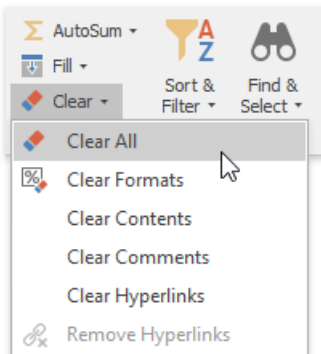 AutoSum
Fill
Clear
Sort &
Filter
Find &
Select
Clear All
Clear Formats
Clear Contents
Clear Comments
Clear Hyperlinks
Remove Hyperlinks